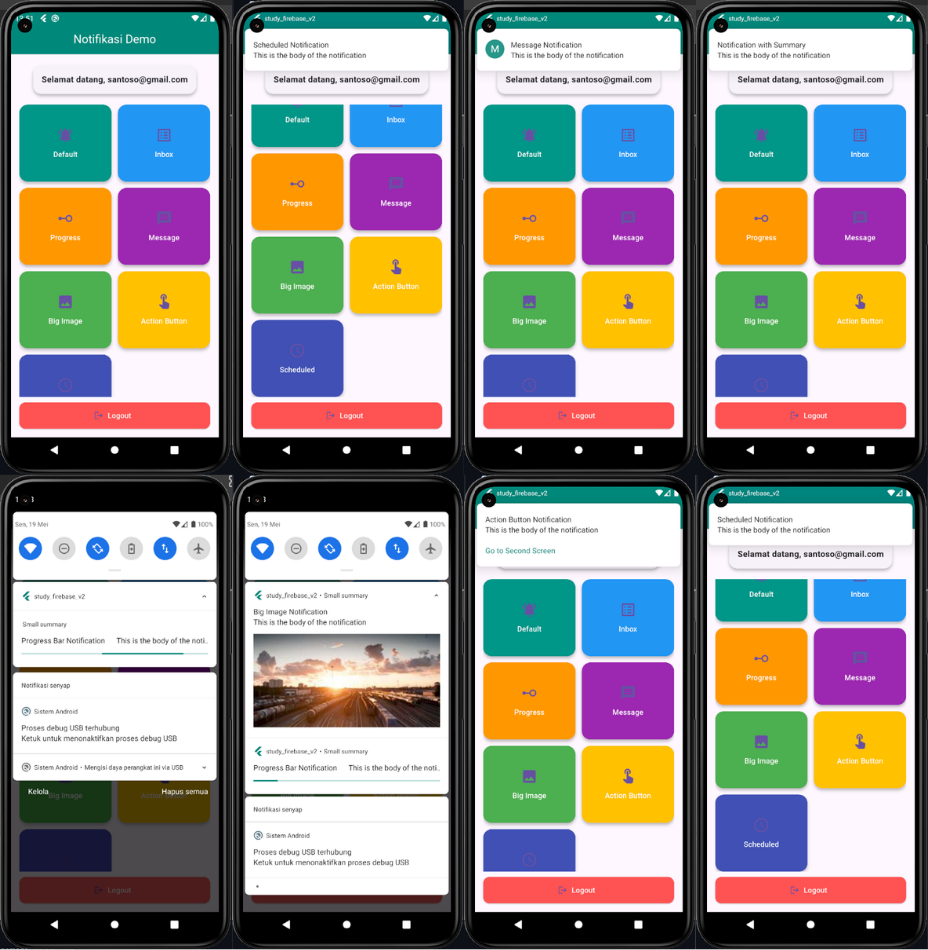 Notifikasi Demo
Selamat datang, santoso@gmail.com
Default
Inbox
Progress
Message
Big Image
Action Button
Logout
study_firebase_v2
Scheduled Notification
This is the body of the notification
Selamat datang, santoso@gmail.com
Default
Inbox
Progress
Message
Big Image
Action Button
Scheduled
Logout
study_firebase_v2
M
Message Notification
This is the body of the notification
Selamat datang, santoso@gmail.com
Default
Inbox
Progress
Message
Big Image
Action Button
Logout
study_firebase_v2
Notification with Summary
This is the body of the notification
Selamat datang, santoso@gmail.com
Default
Inbox
Progress
Message
Big Image
Action Button
Logout
Sen, 19 Mei
100%
study_firebase_v2
Small summary
Progress Bar Notification This is the body of the noti..
Notifikasi senyap
Sistem Android
Proses debug USB terhubung
Ketuk untuk menonaktifkan proses debug USB
Sistem Android • Mengisi daya perangkat ini via USB
Kelola
Hapus semua
Big Image
Logout
Sen, 19 Mei
100%
study_firebase_v2 • Small summary
Big Image Notification
This is the body of the notification
study_firebase_v2 • Small summary
Progress Bar Notification This is the body of the noti..
Notifikasi senyap
Sistem Android
Proses debug USB terhubung
Ketuk untuk menonaktifkan proses debug USB
study_firebase_v2
Action Button Notification
This is the body of the notification
Go to Second Screen
Default
Inbox
Progress
Message
Big Image
Action Button
Logout
study_firebase_v2
Scheduled Notification
This is the body of the notification
Selamat datang, santoso@gmail.com
Default
Inbox
Progress
Message
Big Image
Action Button
Scheduled
Logout